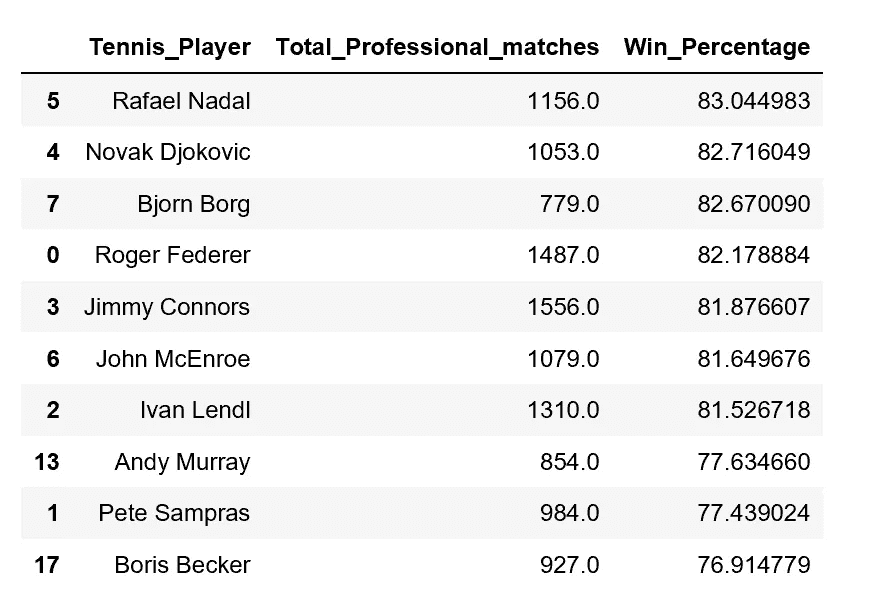 Tennis_Player Total_Professional_matches Win_Percentage
5 Rafael Nadal 1156.0 83.044983
4 Novak Djokovic 1053.0 82.716049
7 Bjorn Borg 779.0 82.670090
0 Roger Federer 1487.0 82.178884
3 Jimmy Connors 1556.0 81.876607
6 John McEnroe 1079.0 81.649676
2 Ivan Lendl 1310.0 81.526718
13 Andy Murray 854.0 77.634660
1 Pete Sampras 984.0 77.439024
17 Boris Becker 927.0 76.914779